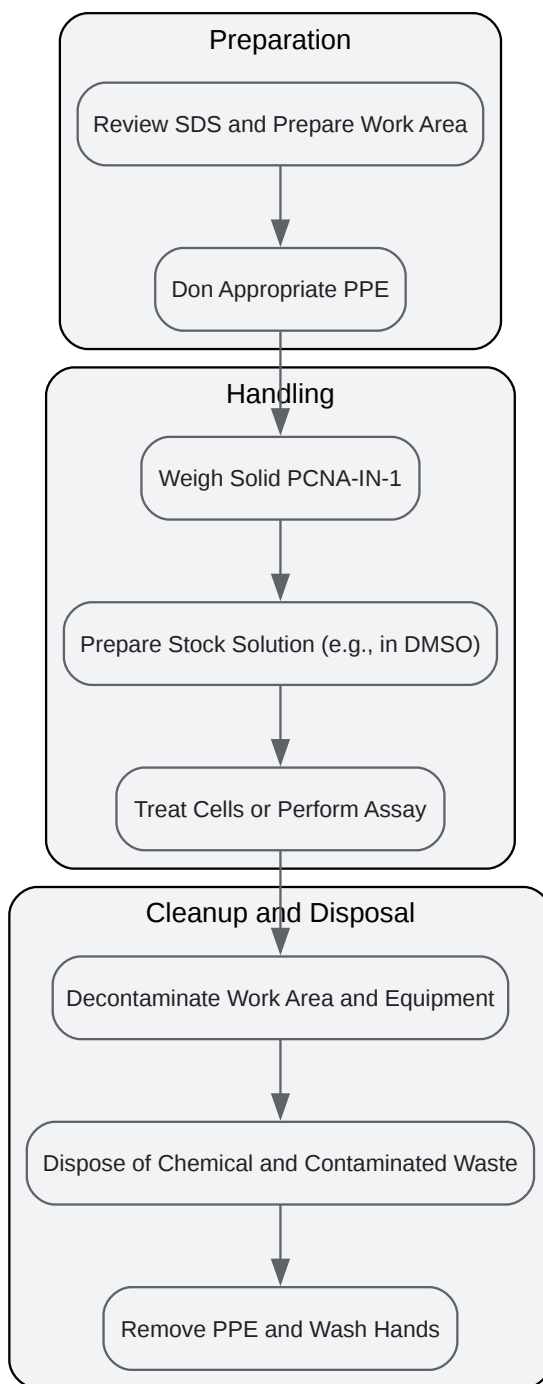 Preparation
Review SDS and Prepare Work Area
Don Appropriate PPE
Handling
Weigh Solid PCNA-IN-1
Prepare Stock Solution (e.g., in DMSO)
Treat Cells or Perform Assay
Cleanup and Disposal
Decontaminate Work Area and Equipment
Dispose of Chemical and Contaminated Waste
Remove PPE and Wash Hands